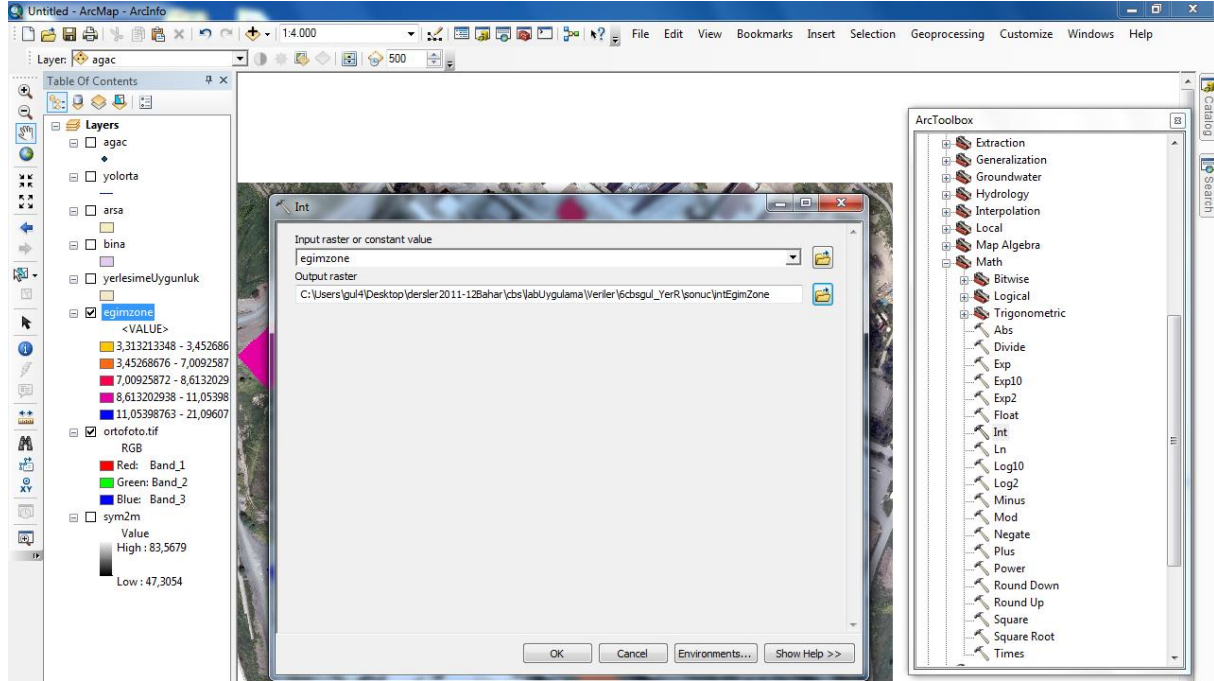 Untitled - ArcMap - ArcInfo
1:4.000
File Edit View Bookmarks Insert Selection Geoprocessing Customize Windows Help
Layer: agac
500
Table Of Contents
Layers
agac
yolorta
arsa
bina
yerlesimeUygunluk
egimzone
<VALUE>
3,313213348 - 3,452686
3,45268676 - 7,0092587
7,00925872 - 8,6132029
8,613202938 - 11,05398
11,05398763 - 21,09607
ortofoto.tif
RGB
Red: Band_1
Green: Band_2
Blue: Band_3
sym2m
Value
High : 83,5679
Low : 47,3054
Int
Input raster or constant value
egimzone
Output raster
C:\Users\gul4\Desktop\dersler2011-12Bahar\cbs\labUygulama\Veriler\6cbsgul_YerR\sonuc\intEgimZone
OK Cancel Environments... Show Help >>
ArcToolbox
Extraction
Generalization
Groundwater
Hydrology
Interpolation
Local
Map Algebra
Math
Bitwise
Logical
Trigonometric
Abs
Divide
Exp
Exp10
Exp2
Float
Int
Ln
Log10
Log2
Minus
Mod
Negate
Plus
Power
Round Down
Round Up
Square
Square Root
Times
Catalog
Search
XY